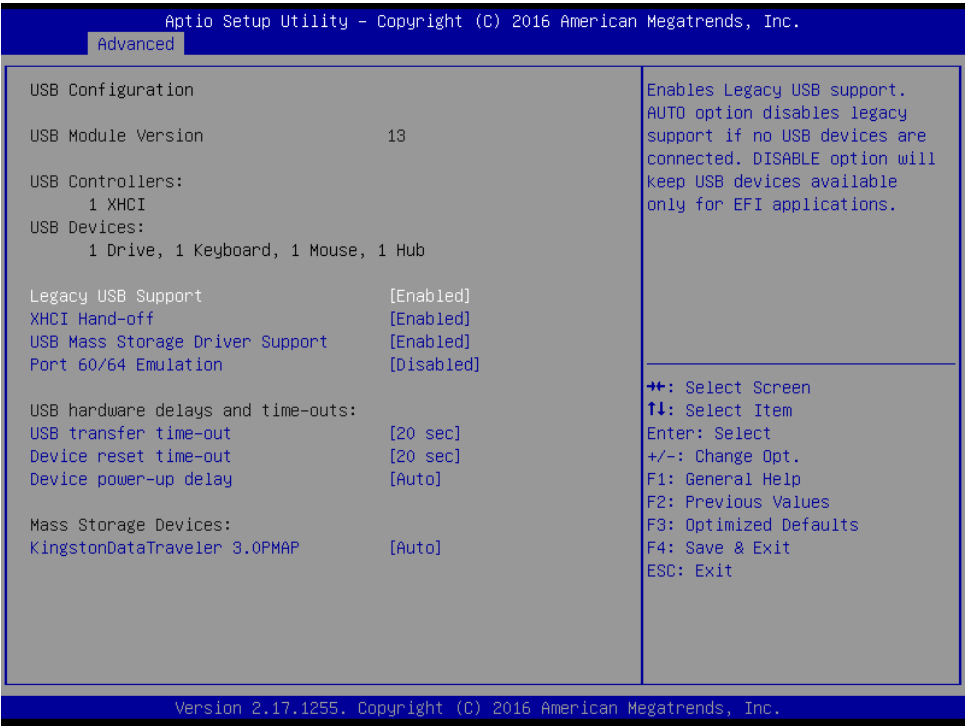 Aptio Setup Utility – Copyright (C) 2016 American Megatrends, Inc.
Advanced
USB Configuration
USB Module Version 13
USB Controllers:
1 XHCI
USB Devices:
1 Drive, 1 Keyboard, 1 Mouse, 1 Hub
Legacy USB Support [Enabled]
XHCI Hand-off [Enabled]
USB Mass Storage Driver Support [Enabled]
Port 60/64 Emulation [Disabled]
USB hardware delays and time-outs:
USB transfer time-out [20 sec]
Device reset time-out [20 sec]
Device power-up delay [Auto]
Mass Storage Devices:
KingstonDataTraveler 3.0PMAP [Auto]
Enables Legacy USB support.
AUTO option disables legacy
support if no USB devices are
connected. DISABLE option will
keep USB devices available
only for EFI applications.
→←: Select Screen
↑↓: Select Item
Enter: Select
+/-: Change Opt.
F1: General Help
F2: Previous Values
F3: Optimized Defaults
F4: Save & Exit
ESC: Exit
Version 2.17.1255. Copyright (C) 2016 American Megatrends, Inc.